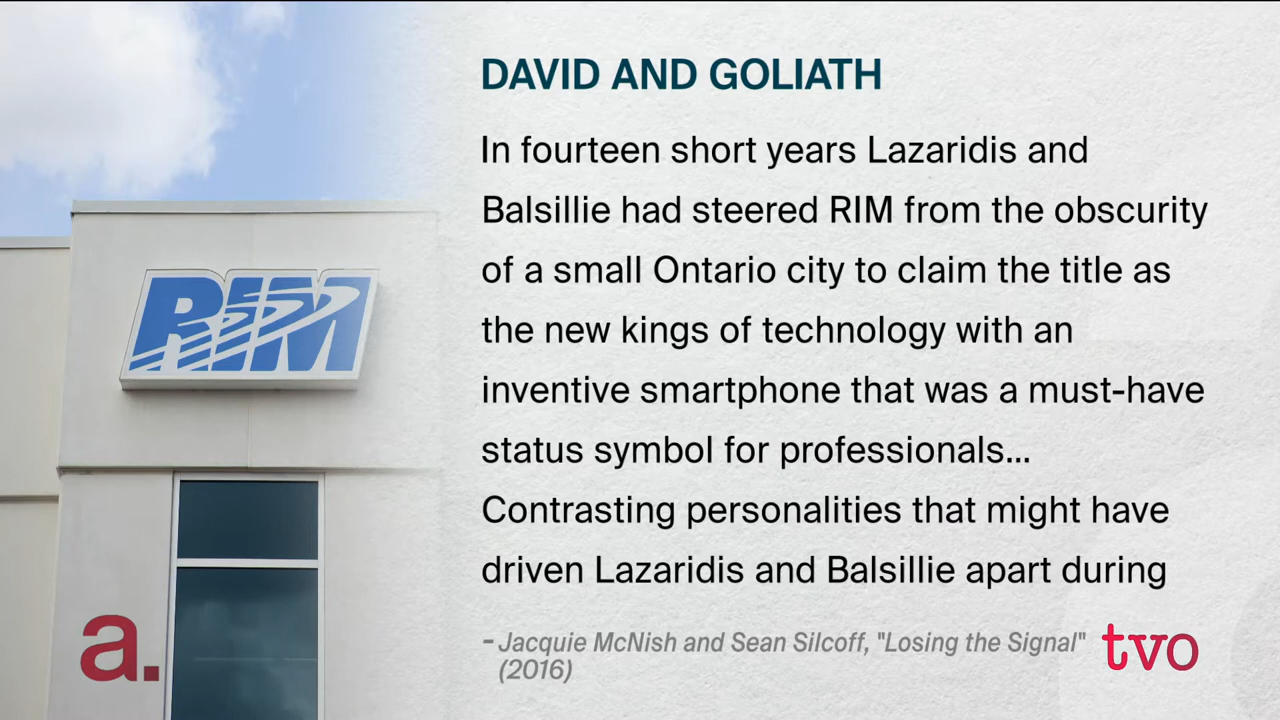 RIM
DAVID AND GOLIATH
In fourteen short years Lazaridis and
Balsillie had steered RIM from the obscurity
of a small Ontario city to claim the title as
the new kings of technology with an
inventive smartphone that was a must-have
status symbol for professionals...
Contrasting personalities that might have
driven Lazaridis and Balsillie apart during
- Jacquie McNish and Sean Silcoff, "Losing the Signal"
(2016)
a.
tvo